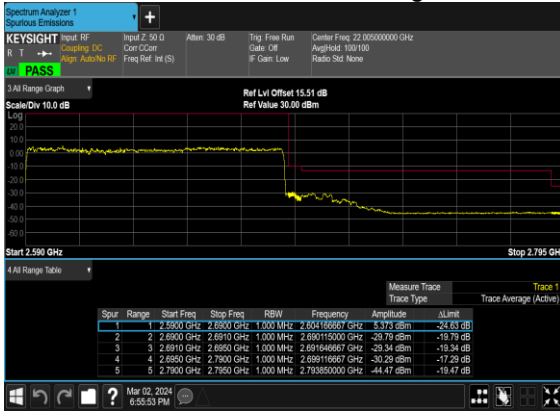 Spectrum Analyzer 1
Spurious Emissions
+
KEYSIGHT Input: RF Input Z: 50 Ω Atten: 30 dB Trig: Free Run Center Freq: 22.005000000 GHz
R T Coupling: DC Corr CCorr Gate: Off Avg|Hold: 100/100
Align: Auto/No RF Freq Ref: Int (S) IF Gain: Low Radio Std: None
PASS
3 All Range Graph Ref Lvl Offset 15.51 dB
Scale/Div 10.0 dB Ref Value 30.00 dBm
Log
20.0
10.0
0.00
-10.0
-20.0
-30.0
-40.0
-50.0
-60.0
Start 2.590 GHz Stop 2.795 GH
4 All Range Table
Measure Trace Trace 1
Trace Type Trace Average (Active)
Spur Range Start Freq Stop Freq RBW Frequency Amplitude ΔLimit
1 1 2.5900 GHz 2.6900 GHz 1.000 MHz 2.604166667 GHz 5.373 dBm -24.63 dB
2 2 2.6900 GHz 2.6910 GHz 1.000 MHz 2.690115000 GHz -29.79 dBm -19.79 dB
3 3 2.6910 GHz 2.6950 GHz 1.000 MHz 2.691646667 GHz -29.34 dBm -19.34 dB
4 4 2.6950 GHz 2.7900 GHz 1.000 MHz 2.699116667 GHz -30.29 dBm -17.29 dB
5 5 2.7900 GHz 2.7950 GHz 1.000 MHz 2.793850000 GHz -44.47 dBm -19.47 dB
? Mar 02, 2024
6:55:53 PM